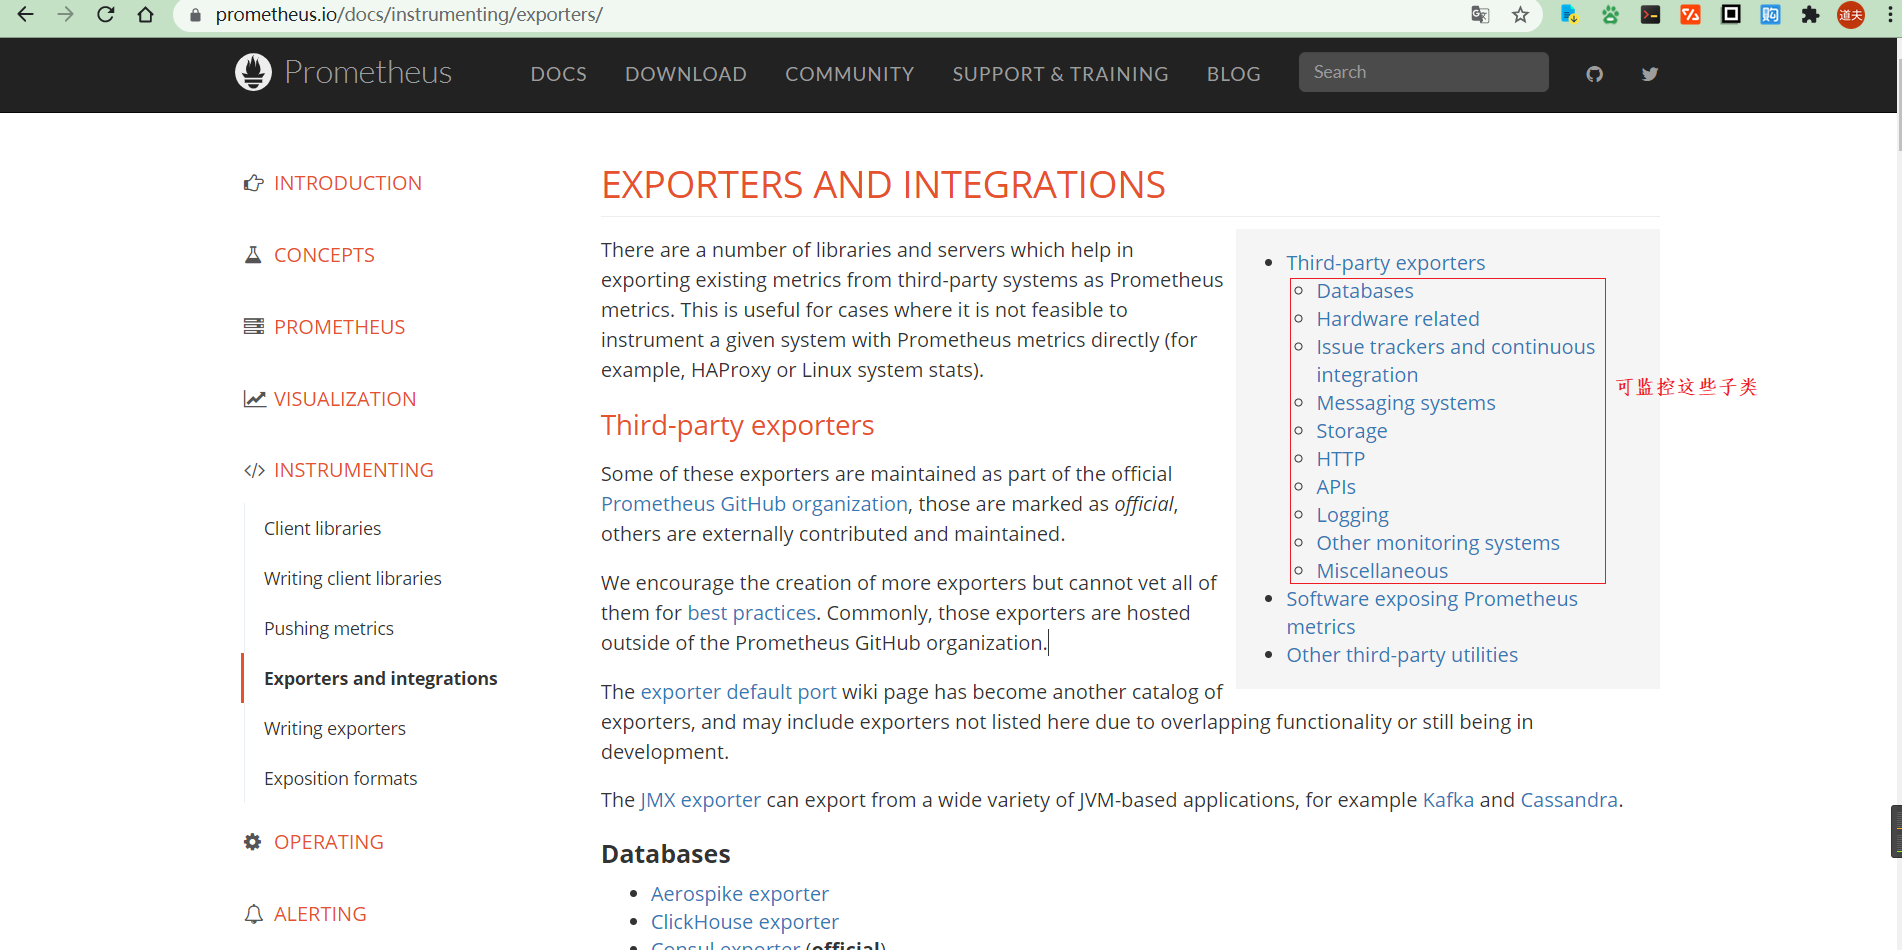 prometheus.io/docs/instrumenting/exporters/
道夫
Prometheus
DOCS
DOWNLOAD
COMMUNITY
SUPPORT & TRAINING
BLOG
Search
INTRODUCTION
CONCEPTS
PROMETHEUS
VISUALIZATION
INSTRUMENTING
Client libraries
Writing client libraries
Pushing metrics
Exporters and integrations
Writing exporters
Exposition formats
OPERATING
ALERTING
EXPORTERS AND INTEGRATIONS
There are a number of libraries and servers which help in
exporting existing metrics from third-party systems as Prometheus
metrics. This is useful for cases where it is not feasible to
instrument a given system with Prometheus metrics directly (for
example, HAProxy or Linux system stats).
Third-party exporters
Some of these exporters are maintained as part of the official
Prometheus GitHub organization, those are marked as official,
others are externally contributed and maintained.
We encourage the creation of more exporters but cannot vet all of
them for best practices. Commonly, those exporters are hosted
outside of the Prometheus GitHub organization.
The exporter default port wiki page has become another catalog of
exporters, and may include exporters not listed here due to overlapping functionality or still being in
development.
The JMX exporter can export from a wide variety of JVM-based applications, for example Kafka and Cassandra.
Databases
Aerospike exporter
ClickHouse exporter
Consul exporter (official)
Third-party exporters
Databases
Hardware related
Issue trackers and continuous
integration
Messaging systems
Storage
HTTP
APIs
Logging
Other monitoring systems
Miscellaneous
Software exposing Prometheus
metrics
Other third-party utilities
可监控这些子类